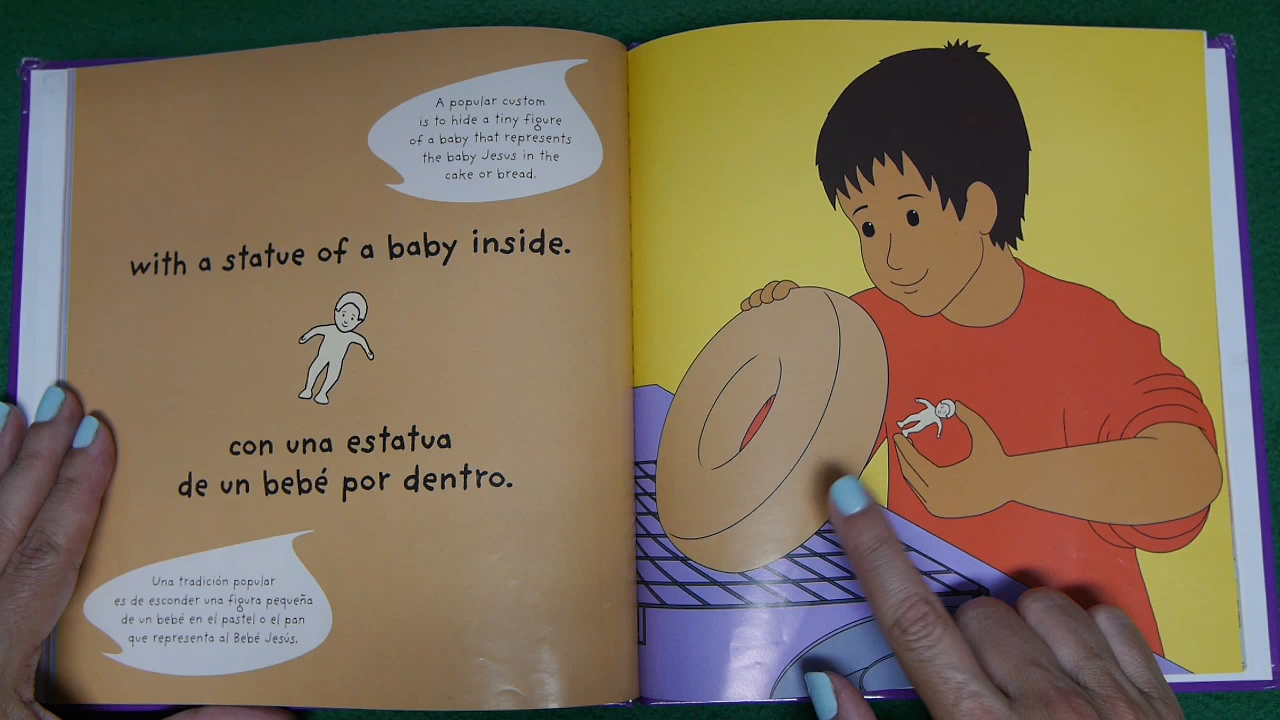 A popular custom
is to hide a tiny figure
of a baby that represents
the baby Jesus in the
cake or bread.
with a statue of a baby inside.
con una estatua
de un bebé por dentro.
Una tradición popular
es de esconder una figura pequeña
de un bebé en el pastel o el pan
que representa al Bebé Jesús.